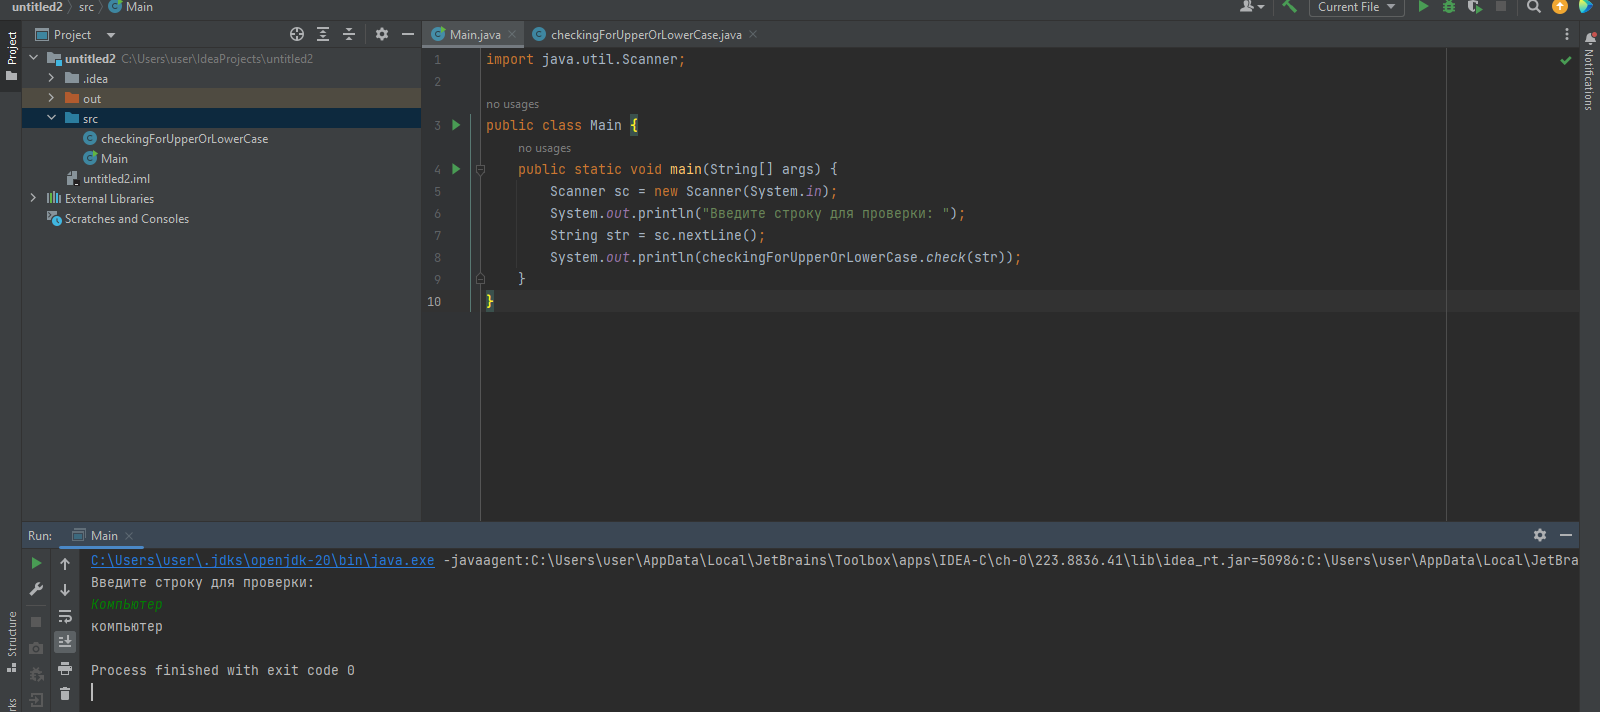 untitled2 src Main
Current File
Project
Main.java checkingForUpperOrLowerCase.java
Project
untitled2 C:\Users\user\IdeaProjects\untitled2
.idea
out
src
checkingForUpperOrLowerCase
Main
untitled2.iml
External Libraries
Scratches and Consoles
1 import java.util.Scanner;
2
no usages
3 public class Main {
no usages
4 public static void main(String[] args) {
5 Scanner sc = new Scanner(System.in);
6 System.out.println("Введите строку для проверки: ");
7 String str = sc.nextLine();
8 System.out.println(checkingForUpperOrLowerCase.check(str));
9 }
10 }
Notifications
Run: Main
C:\Users\user\.jdks\openjdk-20\bin\java.exe -javaagent:C:\Users\user\AppData\Local\JetBrains\Toolbox\apps\IDEA-C\ch-0\223.8836.41\lib\idea_rt.jar=50986:C:\Users\user\AppData\Local\JetBra
Введите строку для проверки:
КомпЬютер
компьютер
Process finished with exit code 0
Structure